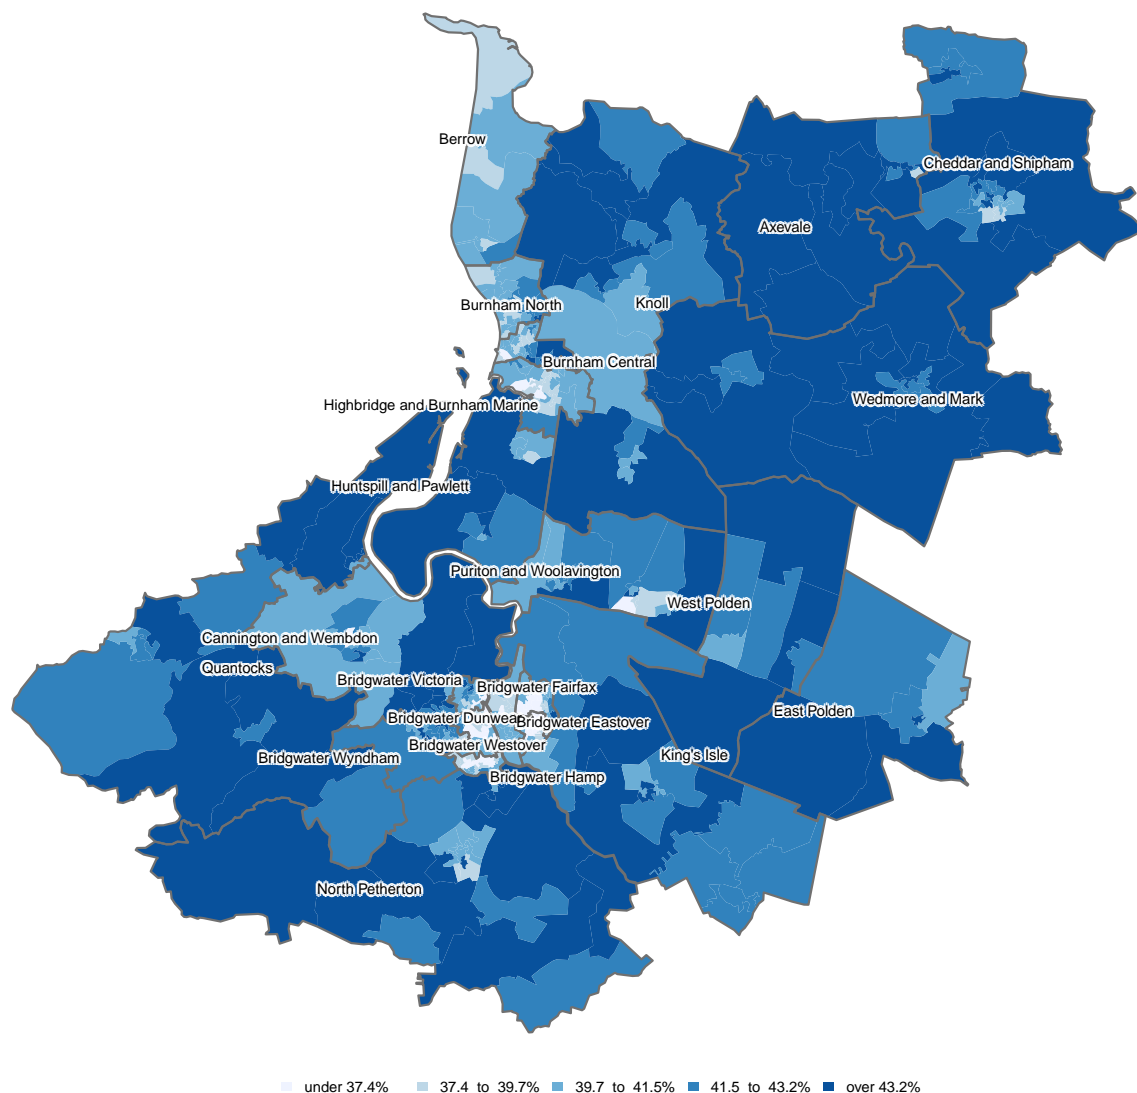 Berrow
Cheddar and Shipham
Axevale
Burnham North
Knoll
Burnham Central
Wedmore and Mark
Highbridge and Burnham Marine
Huntspill and Pawlett
Puriton and Woolavington
West Polden
Cannington and Wembdon
Quantocks
Bridgwater Victoria
Bridgwater Fairfax
East Polden
Bridgwater Dunwea
Bridgwater Eastover
Bridgwater Westover
King's Isle
Bridgwater Wyndham
Bridgwater Hamp
North Petherton
under 37.4% 37.4 to 39.7% 39.7 to 41.5% 41.5 to 43.2% over 43.2%